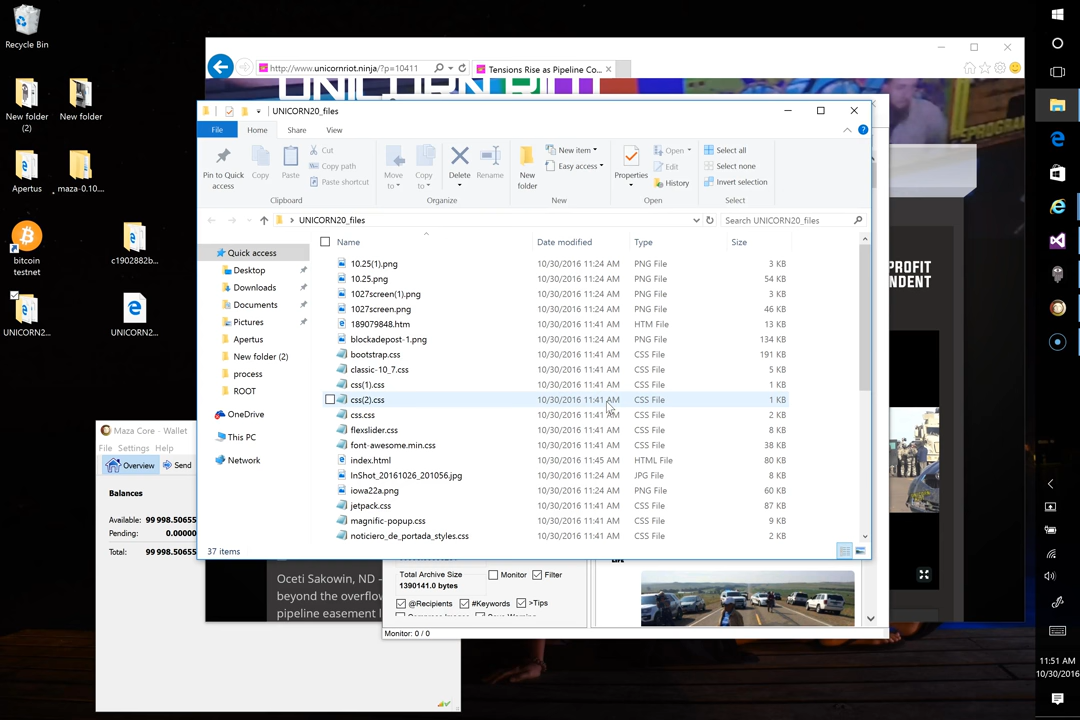 Recycle Bin
New folder
(2)
New folder
Apertus
maza-0.10...
bitcoin
testnet
c1902882b...
UNICORN2...
UNICORN2...
http://www.unicornriot.ninja/?p=10411
Tensions Rise as Pipeline Co...
UNICORN RIOT
UNICORN20_files
File
Home
Share
View
Pin to Quick
access
Copy
Paste
Cut
Copy path
Paste shortcut
Clipboard
Move
to
Copy
to
Delete
Rename
Organize
New
folder
New item
Easy access
New
Properties
Open
Edit
History
Open
Select all
Select none
Invert selection
Select
UNICORN20_files
Search UNICORN20_files
Quick access
Desktop
Downloads
Documents
Pictures
Apertus
New folder (2)
process
ROOT
OneDrive
This PC
Network
Name Date modified Type Size
10.25(1).png 10/30/2016 11:24 AM PNG File 3 KB
10.25.png 10/30/2016 11:24 AM PNG File 54 KB
1027screen(1).png 10/30/2016 11:24 AM PNG File 3 KB
1027screen.png 10/30/2016 11:24 AM PNG File 46 KB
189079848.htm 10/30/2016 11:41 AM HTM File 13 KB
blockadepost-1.png 10/30/2016 11:24 AM PNG File 134 KB
bootstrap.css 10/30/2016 11:41 AM CSS File 191 KB
classic-10_7.css 10/30/2016 11:41 AM CSS File 5 KB
css(1).css 10/30/2016 11:41 AM CSS File 1 KB
css(2).css 10/30/2016 11:41 AM CSS File 1 KB
css.css 10/30/2016 11:41 AM CSS File 2 KB
flexslider.css 10/30/2016 11:41 AM CSS File 8 KB
font-awesome.min.css 10/30/2016 11:41 AM CSS File 38 KB
index.html 10/30/2016 11:45 AM HTML File 80 KB
InShot_20161026_201056.jpg 10/30/2016 11:24 AM JPG File 8 KB
iowa22a.png 10/30/2016 11:24 AM PNG File 60 KB
jetpack.css 10/30/2016 11:41 AM CSS File 87 KB
magnific-popup.css 10/30/2016 11:41 AM CSS File 9 KB
noticiero_de_portada_styles.css 10/30/2016 11:41 AM CSS File 2 KB
37 items
PROFIT
NDENT
Maza Core - Wallet
File Settings Help
Overview
Send
Balances
Available: 99 998.50655
Pending: 0.00000
Total: 99 998.50655
Oceti Sakowin, ND -
beyond the overflow
pipeline easement l
Total Archive Size
1390141.0 bytes
Monitor
Filter
@Recipients
#Keywords
>Tips
Monitor: 0 / 0
11:51 AM
10/30/2016